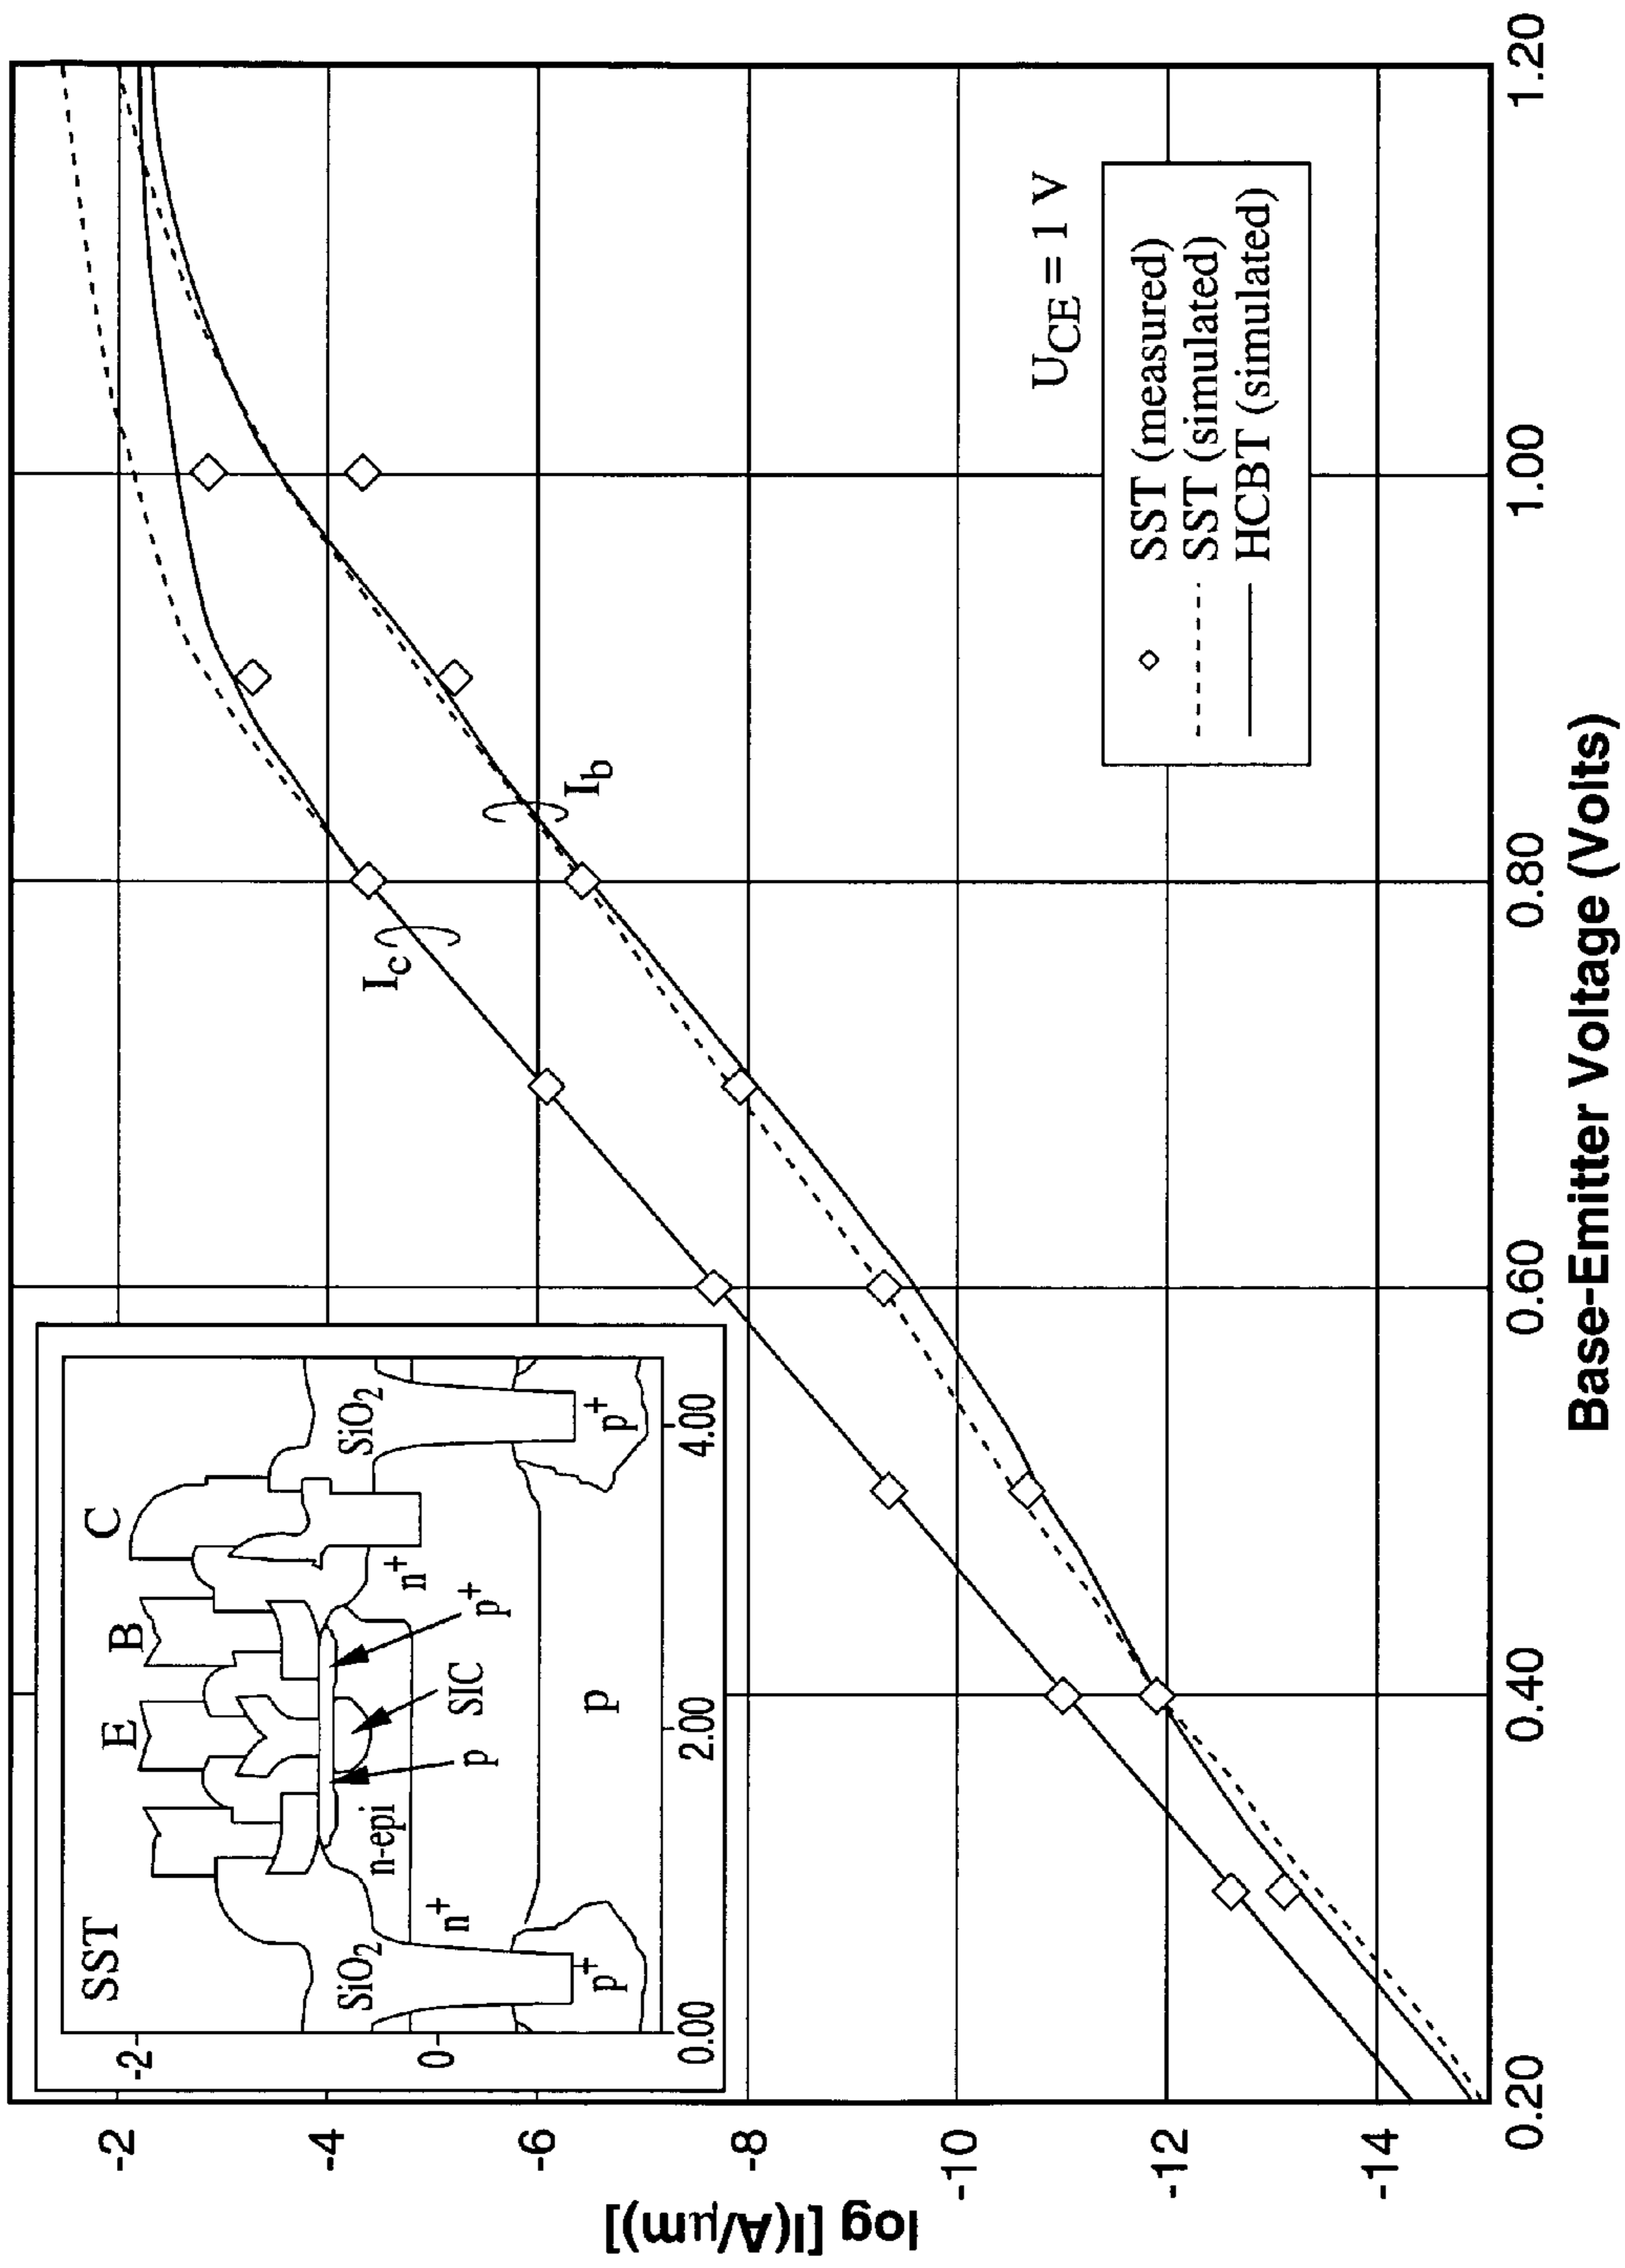 log [I(A/µm)]
-2
-4
-6
-8
-10
-12
-14
0.20
0.40
0.60
0.80
1.00
1.20
Base-Emitter Voltage (Volts)
SST
E
B
C
SiO2
SiO2
n-epi
n+
n+
p
SIC
p+
p+
p+
p
-2
0
0.00
2.00
4.00
Ic
Ib
UCE = 1 V
SST (measured)
SST (simulated)
HCBT (simulated)